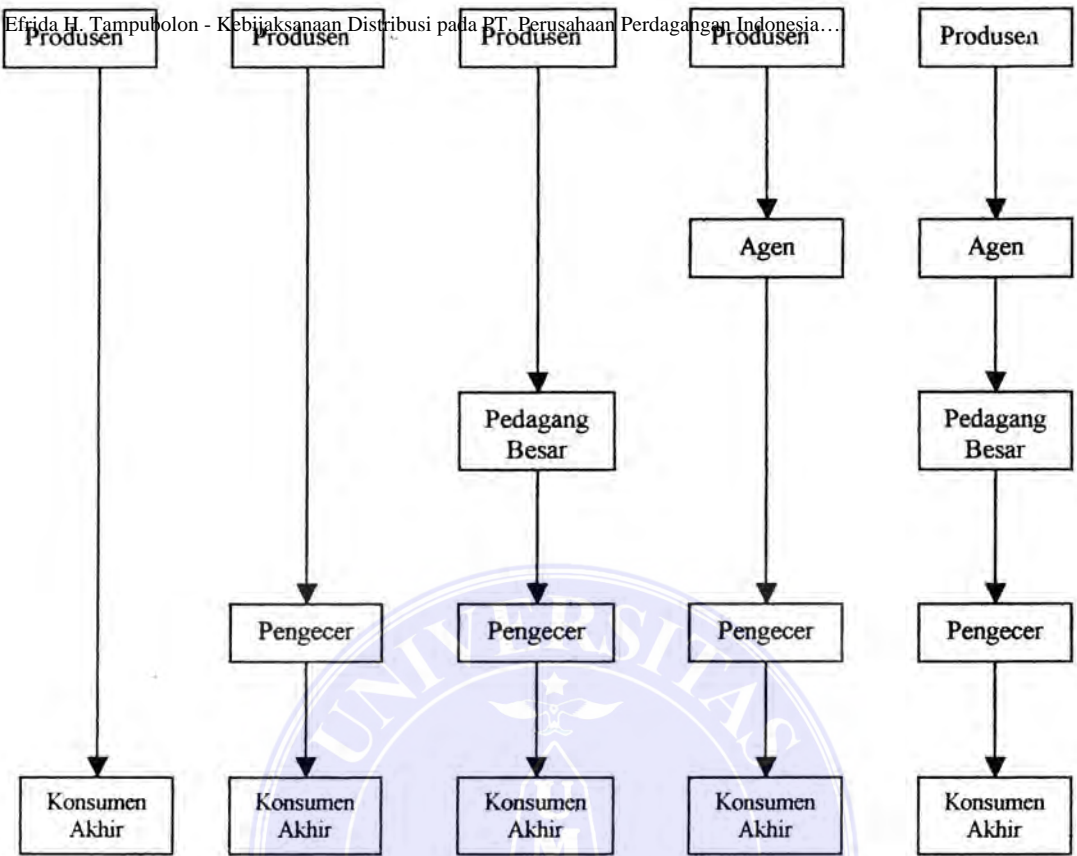 Efrida H. Tampubolon - Kebijaksanaan Distribusi pada PT. Perusahaan Perdagangan Indonesia….
Produsen Produsen Produsen Produsen Produsen
Agen Agen
Pedagang Pedagang
Besar Besar
Pengecer Pengecer Pengecer Pengecer
Konsumen Konsumen Konsumen Konsumen Konsumen
Akhir Akhir Akhir Akhir Akhir
UNIVERSITAS